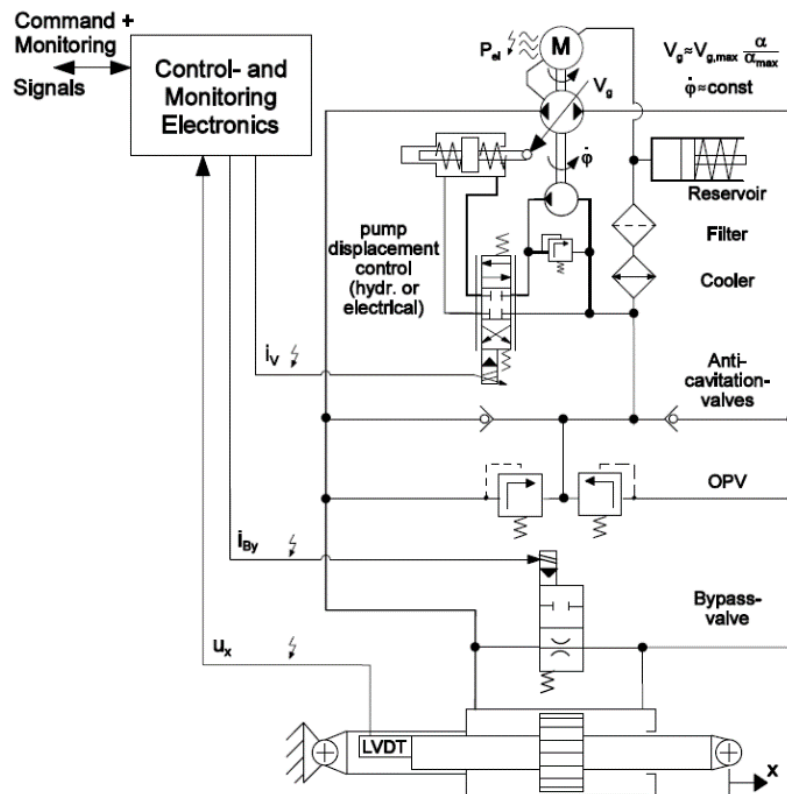 Command +
Monitoring
Signals
Control- and
Monitoring
Electronics
P_el
M
V_g ≈ V_g,max α/α_max
φ̇ ≈ const
V_g
φ̇
Reservoir
pump
displacement
control
(hydr. or
electrical)
Filter
Cooler
i_V
Anti-
cavitation-
valves
OPV
i_By
Bypass-
valve
u_x
LVDT
x